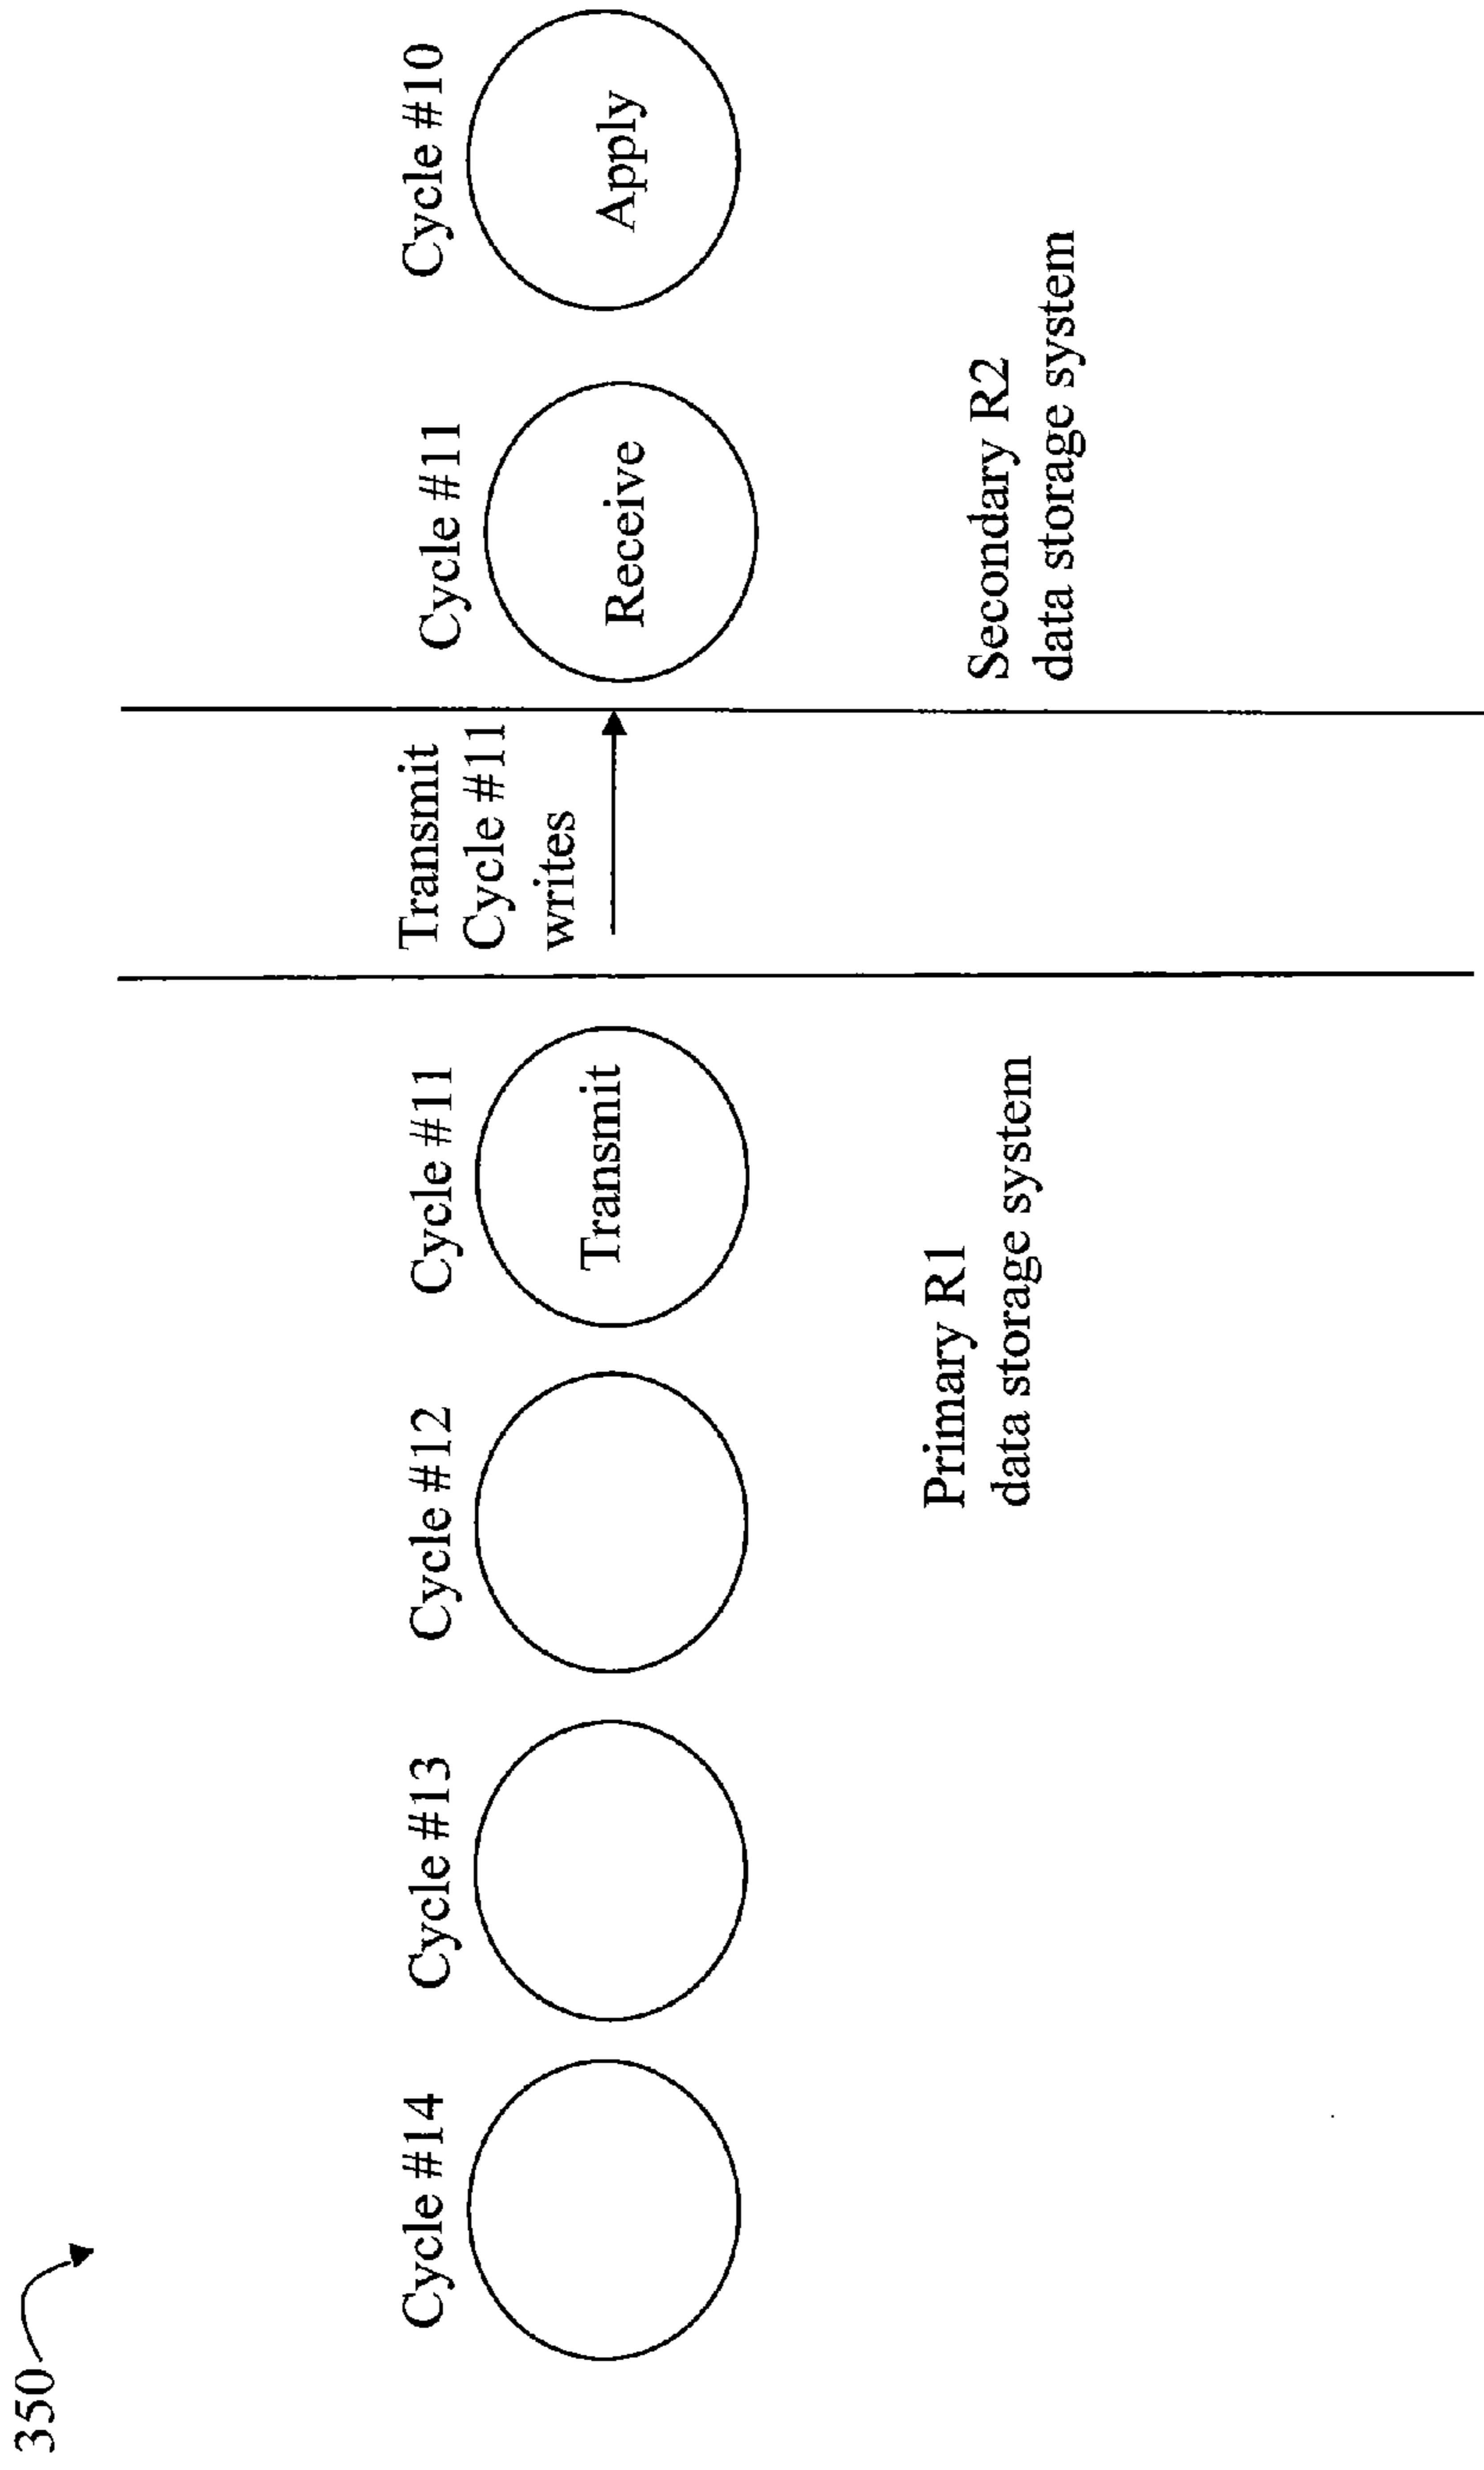 350
Cycle #14
Cycle #13
Cycle #12
Cycle #11
Transmit
Cycle #11
writes
Cycle #11
Cycle #10
Transmit
Receive
Apply
Primary R1
data storage system
Secondary R2
data storage system